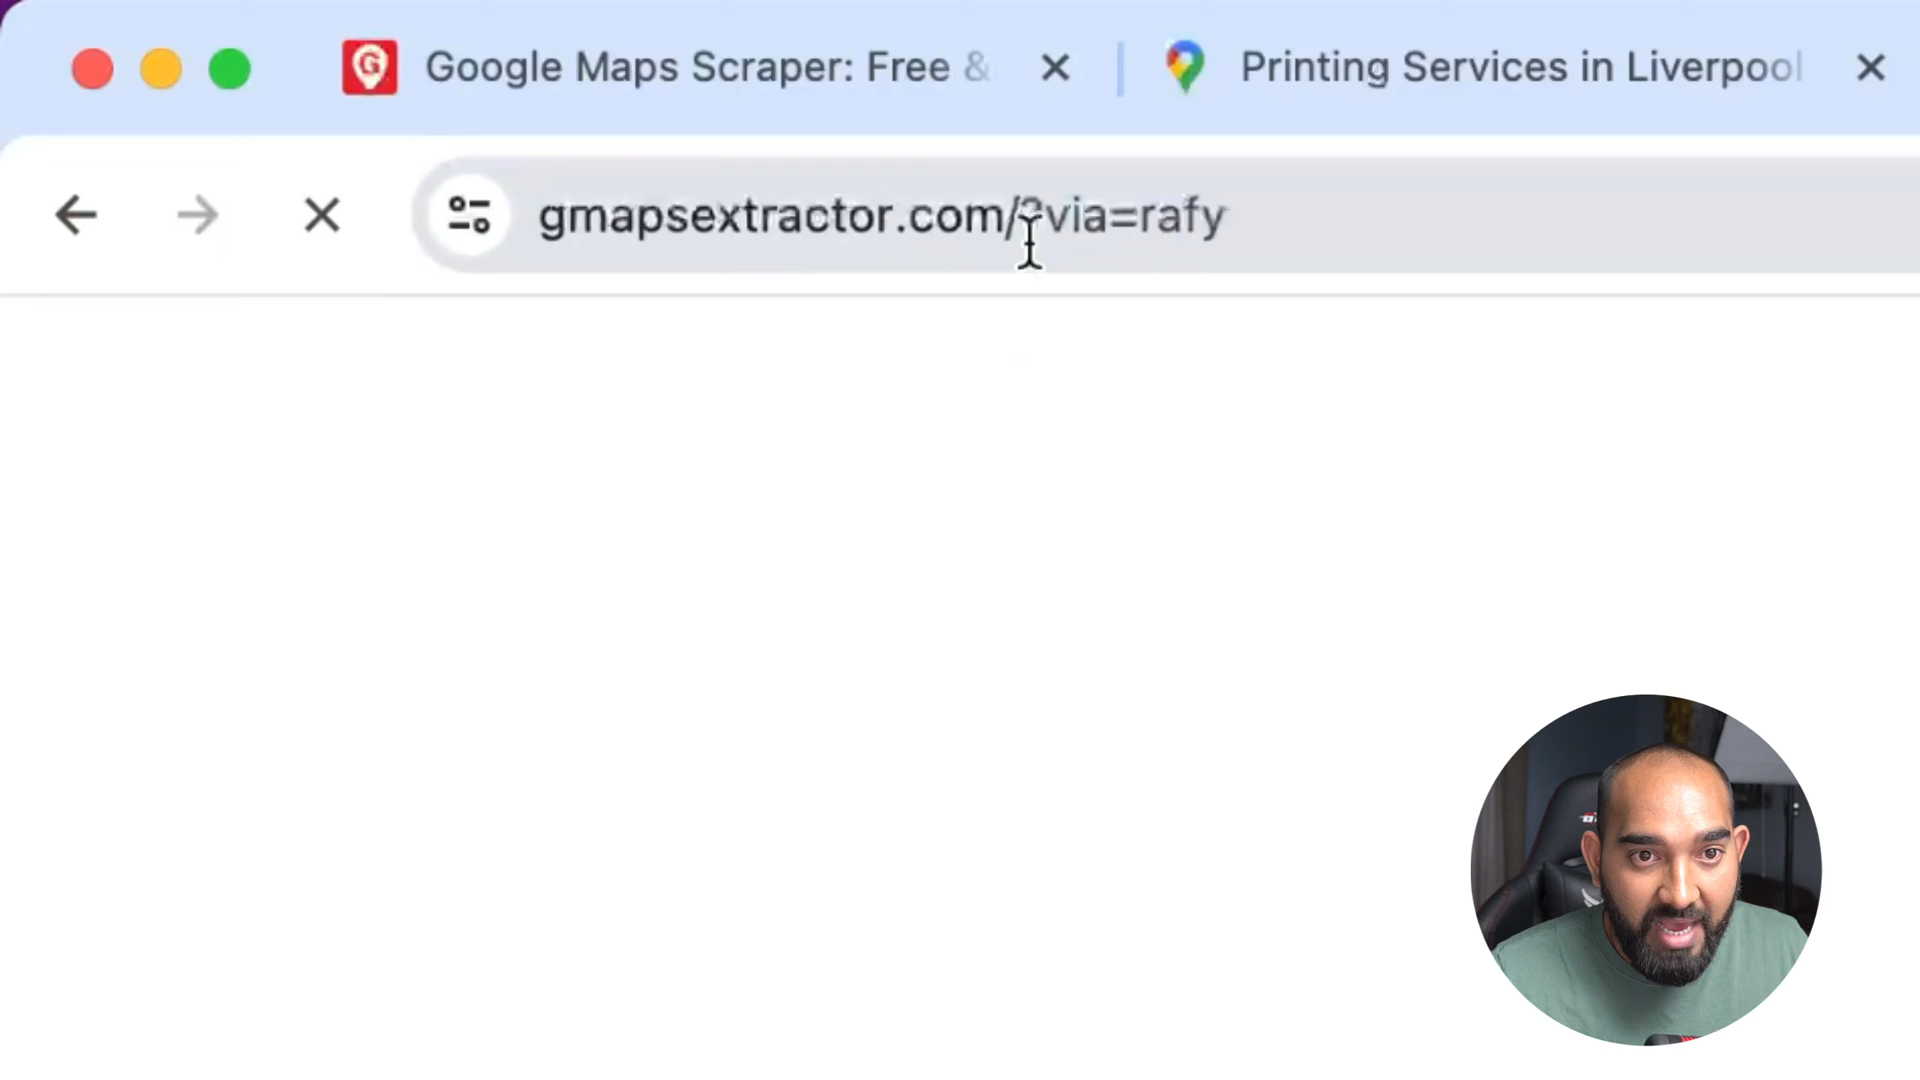 Google Maps Scraper: Free &
Printing Services in Liverpool
gmapsextractor.com/?via=rafy